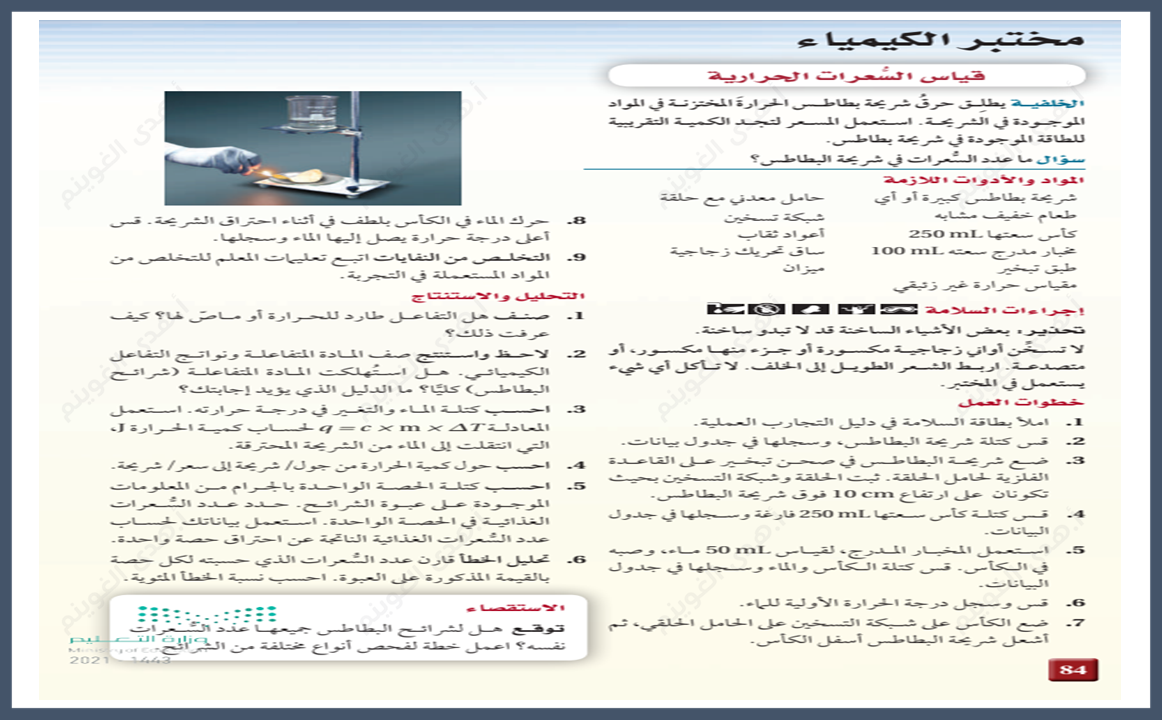 مختبر الكيمياء
قياس السُّعرات الحرارية
الخلفية يطلق حرقُ شريحة بطاطس الحرارةَ المختزنة في المواد
الموجودة في الشريحة. استعمل المسعر لتجد الكمية التقريبية
للطاقة الموجودة في شريحة بطاطس.
سؤال ما عدد السُّعرات في شريحة البطاطس؟
المواد والأدوات اللازمة
شريحة بطاطس كبيرة أو أي
طعام خفيف مشابه
كأس سعتها 250 mL
مخبار مدرج سعته 100 mL
طبق تبخير
مقياس حرارة غير زئبقي
حامل معدني مع حلقة
شبكة تسخين
أعواد ثقاب
ساق تحريك زجاجية
ميزان
إجراءات السلامة
تحذير: بعض الأشياء الساخنة قد لا تبدو ساخنة.
لا تسخّن أواني زجاجية مكسورة أو جزء منها مكسور، أو
متصدعة. اربط الشعر الطويل إلى الخلف. لا تأكل أي شيء
يستعمل في المختبر.
خطوات العمل
1. املأ بطاقة السلامة في دليل التجارب العملية.
2. قس كتلة شريحة البطاطس، وسجلها في جدول بيانات.
3. ضع شريحة البطاطس في صحن تبخير على القاعدة
الفلزية لحامل الحلقة. ثبت الحلقة وشبكة التسخين بحيث
تكونان على ارتفاع 10 cm فوق شريحة البطاطس.
4. قس كتلة كأس سعتها 250 mL فارغة وسجلها في جدول
البيانات.
5. استعمل المخبار المدرج، لقياس 50 mL ماء، وصبه
في الكأس. قس كتلة الكأس والماء وسجلها في جدول
البيانات.
6. قس وسجل درجة الحرارة الأولية للماء.
7. ضع الكأس على شبكة التسخين على الحامل الحلقي، ثم
أشعل شريحة البطاطس أسفل الكأس.
8. حرك الماء في الكأس بلطف في أثناء احتراق الشريحة. قس
أعلى درجة حرارة يصل إليها الماء وسجلها.
9. التخلص من النفايات اتبع تعليمات المعلم للتخلص من
المواد المستعملة في التجربة.
التحليل والاستنتاج
1. صنف هل التفاعل طارد للحرارة أو ماصّ لها؟ كيف
عرفت ذلك؟
2. لاحظ واستنتج صف المادة المتفاعلة ونواتج التفاعل
الكيميائي. هل استُهلكت المادة المتفاعلة (شرائح
البطاطس) كليًّا؟ ما الدليل الذي يؤيد إجابتك؟
3. احسب كتلة الماء والتغير في درجة حرارته. استعمل
المعادلة q = c × m × ΔT لحساب كمية الحرارة J،
التي انتقلت إلى الماء من الشريحة المحترقة.
4. احسب حول كمية الحرارة من جول/ شريحة إلى سعر/ شريحة.
5. احسب كتلة الحصة الواحدة بالجرام من المعلومات
الموجودة على عبوة الشرائح. حدد عدد السُّعرات
الغذائية في الحصة الواحدة. استعمل بياناتك لحساب
عدد السُّعرات الغذائية الناتجة عن احتراق حصة واحدة.
6. تحليل الخطأ قارن عدد السُّعرات الذي حسبته لكل حصة
بالقيمة المذكورة على العبوة. احسب نسبة الخطأ المئوية.
الاستقصاء
توقع هل لشرائح البطاطس جميعها عدد السُّعرات
نفسه؟ اعمل خطة لفحص أنواع مختلفة من الشرائح.
وزارة التعليم
Ministry of Education
2021 - 1443
84
أ.هدى الغوينم